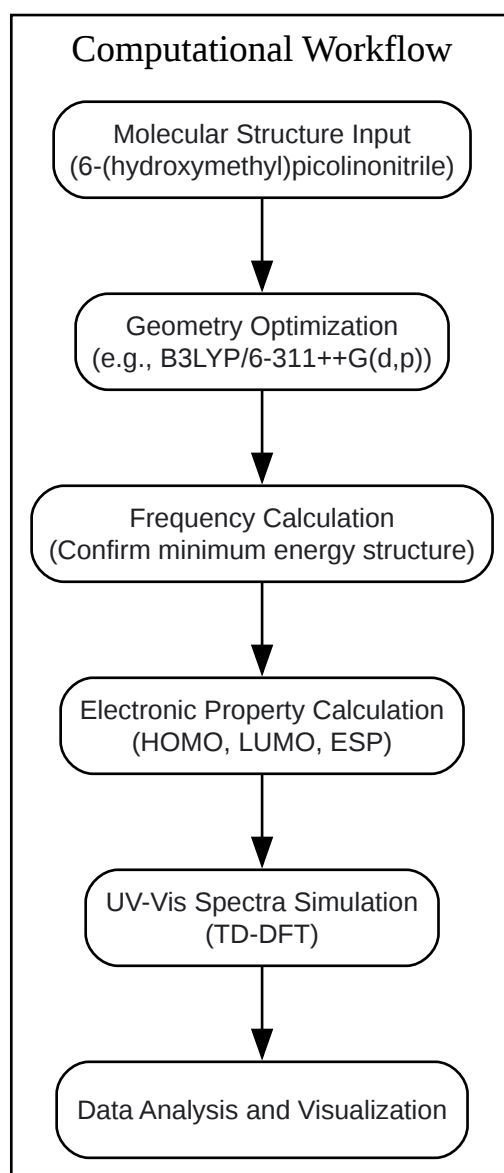 Computational Workflow
Molecular Structure Input
(6-(hydroxymethyl)picolinonitrile)
Geometry Optimization
(e.g., B3LYP/6-311++G(d,p))
Frequency Calculation
(Confirm minimum energy structure)
Electronic Property Calculation
(HOMO, LUMO, ESP)
UV-Vis Spectra Simulation
(TD-DFT)
Data Analysis and Visualization